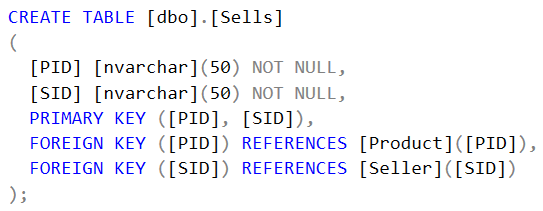 CREATE TABLE [dbo].[Sells]
(
[PID] [nvarchar](50) NOT NULL,
[SID] [nvarchar](50) NOT NULL,
PRIMARY KEY ([PID], [SID]),
FOREIGN KEY ([PID]) REFERENCES [Product]([PID]),
FOREIGN KEY ([SID]) REFERENCES [Seller]([SID])
);